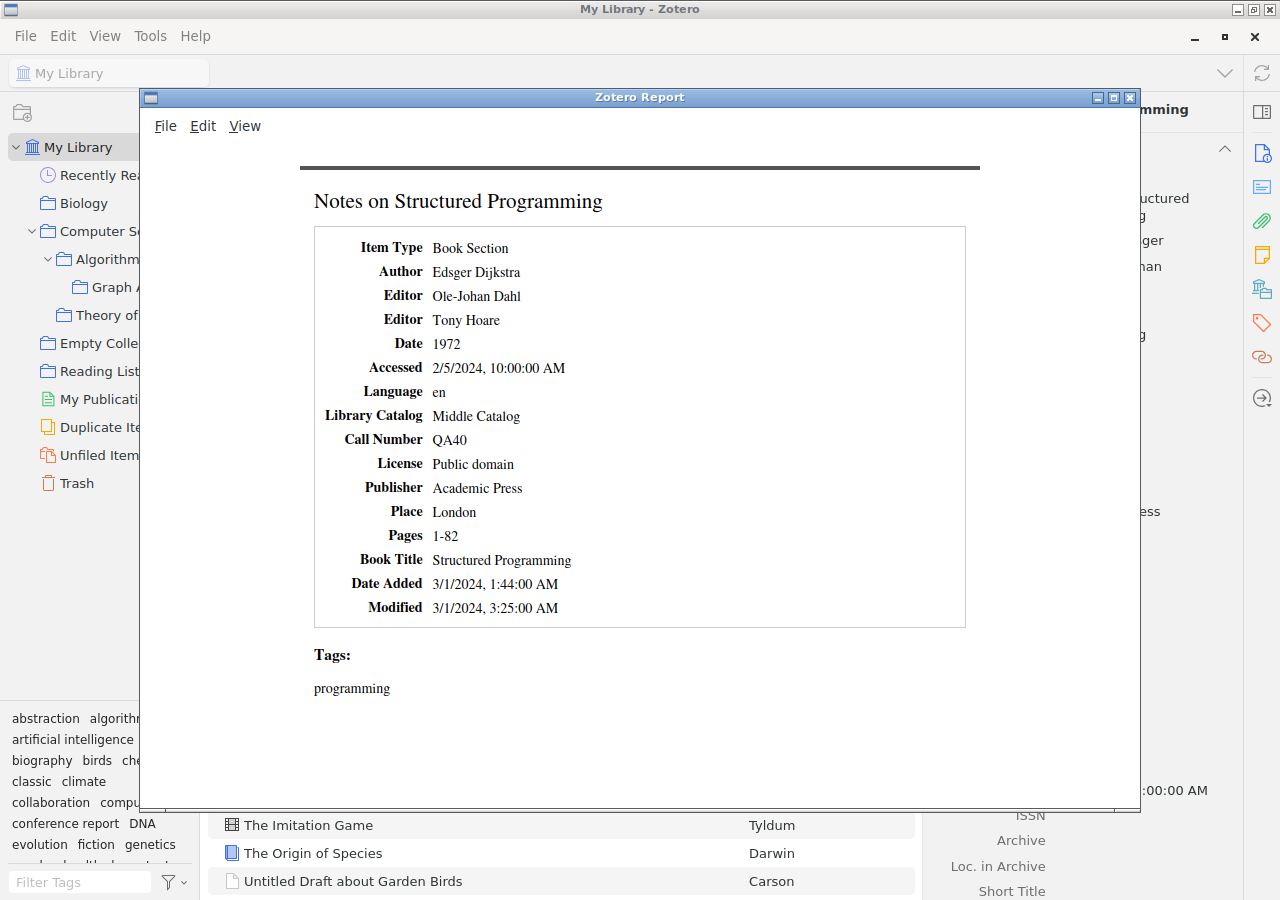 My Library - Zotero
File Edit View Tools Help
My Library
Zotero Report
File Edit View
Notes on Structured Programming
Item Type Book Section
Author Edsger Dijkstra
Editor Ole-Johan Dahl
Editor Tony Hoare
Date 1972
Accessed 2/5/2024, 10:00:00 AM
Language en
Library Catalog Middle Catalog
Call Number QA40
License Public domain
Publisher Academic Press
Place London
Pages 1-82
Book Title Structured Programming
Date Added 3/1/2024, 1:44:00 AM
Modified 3/1/2024, 3:25:00 AM
Tags:
programming
My Library
Recently Rea
Biology
Computer Sc
Algorithm
Graph A
Theory of
Empty Colle
Reading List
My Publicati
Duplicate Ite
Unfiled Item
Trash
abstraction algorithm
artificial intelligence
biography birds che
classic climate
collaboration compu
conference report DNA
evolution fiction genetics
Filter Tags
The Imitation Game Tyldum
The Origin of Species Darwin
Untitled Draft about Garden Birds Carson
mming
uctured
g
ger
nan
g
ess
:00:00 AM
ISSN
Archive
Loc. in Archive
Short Title